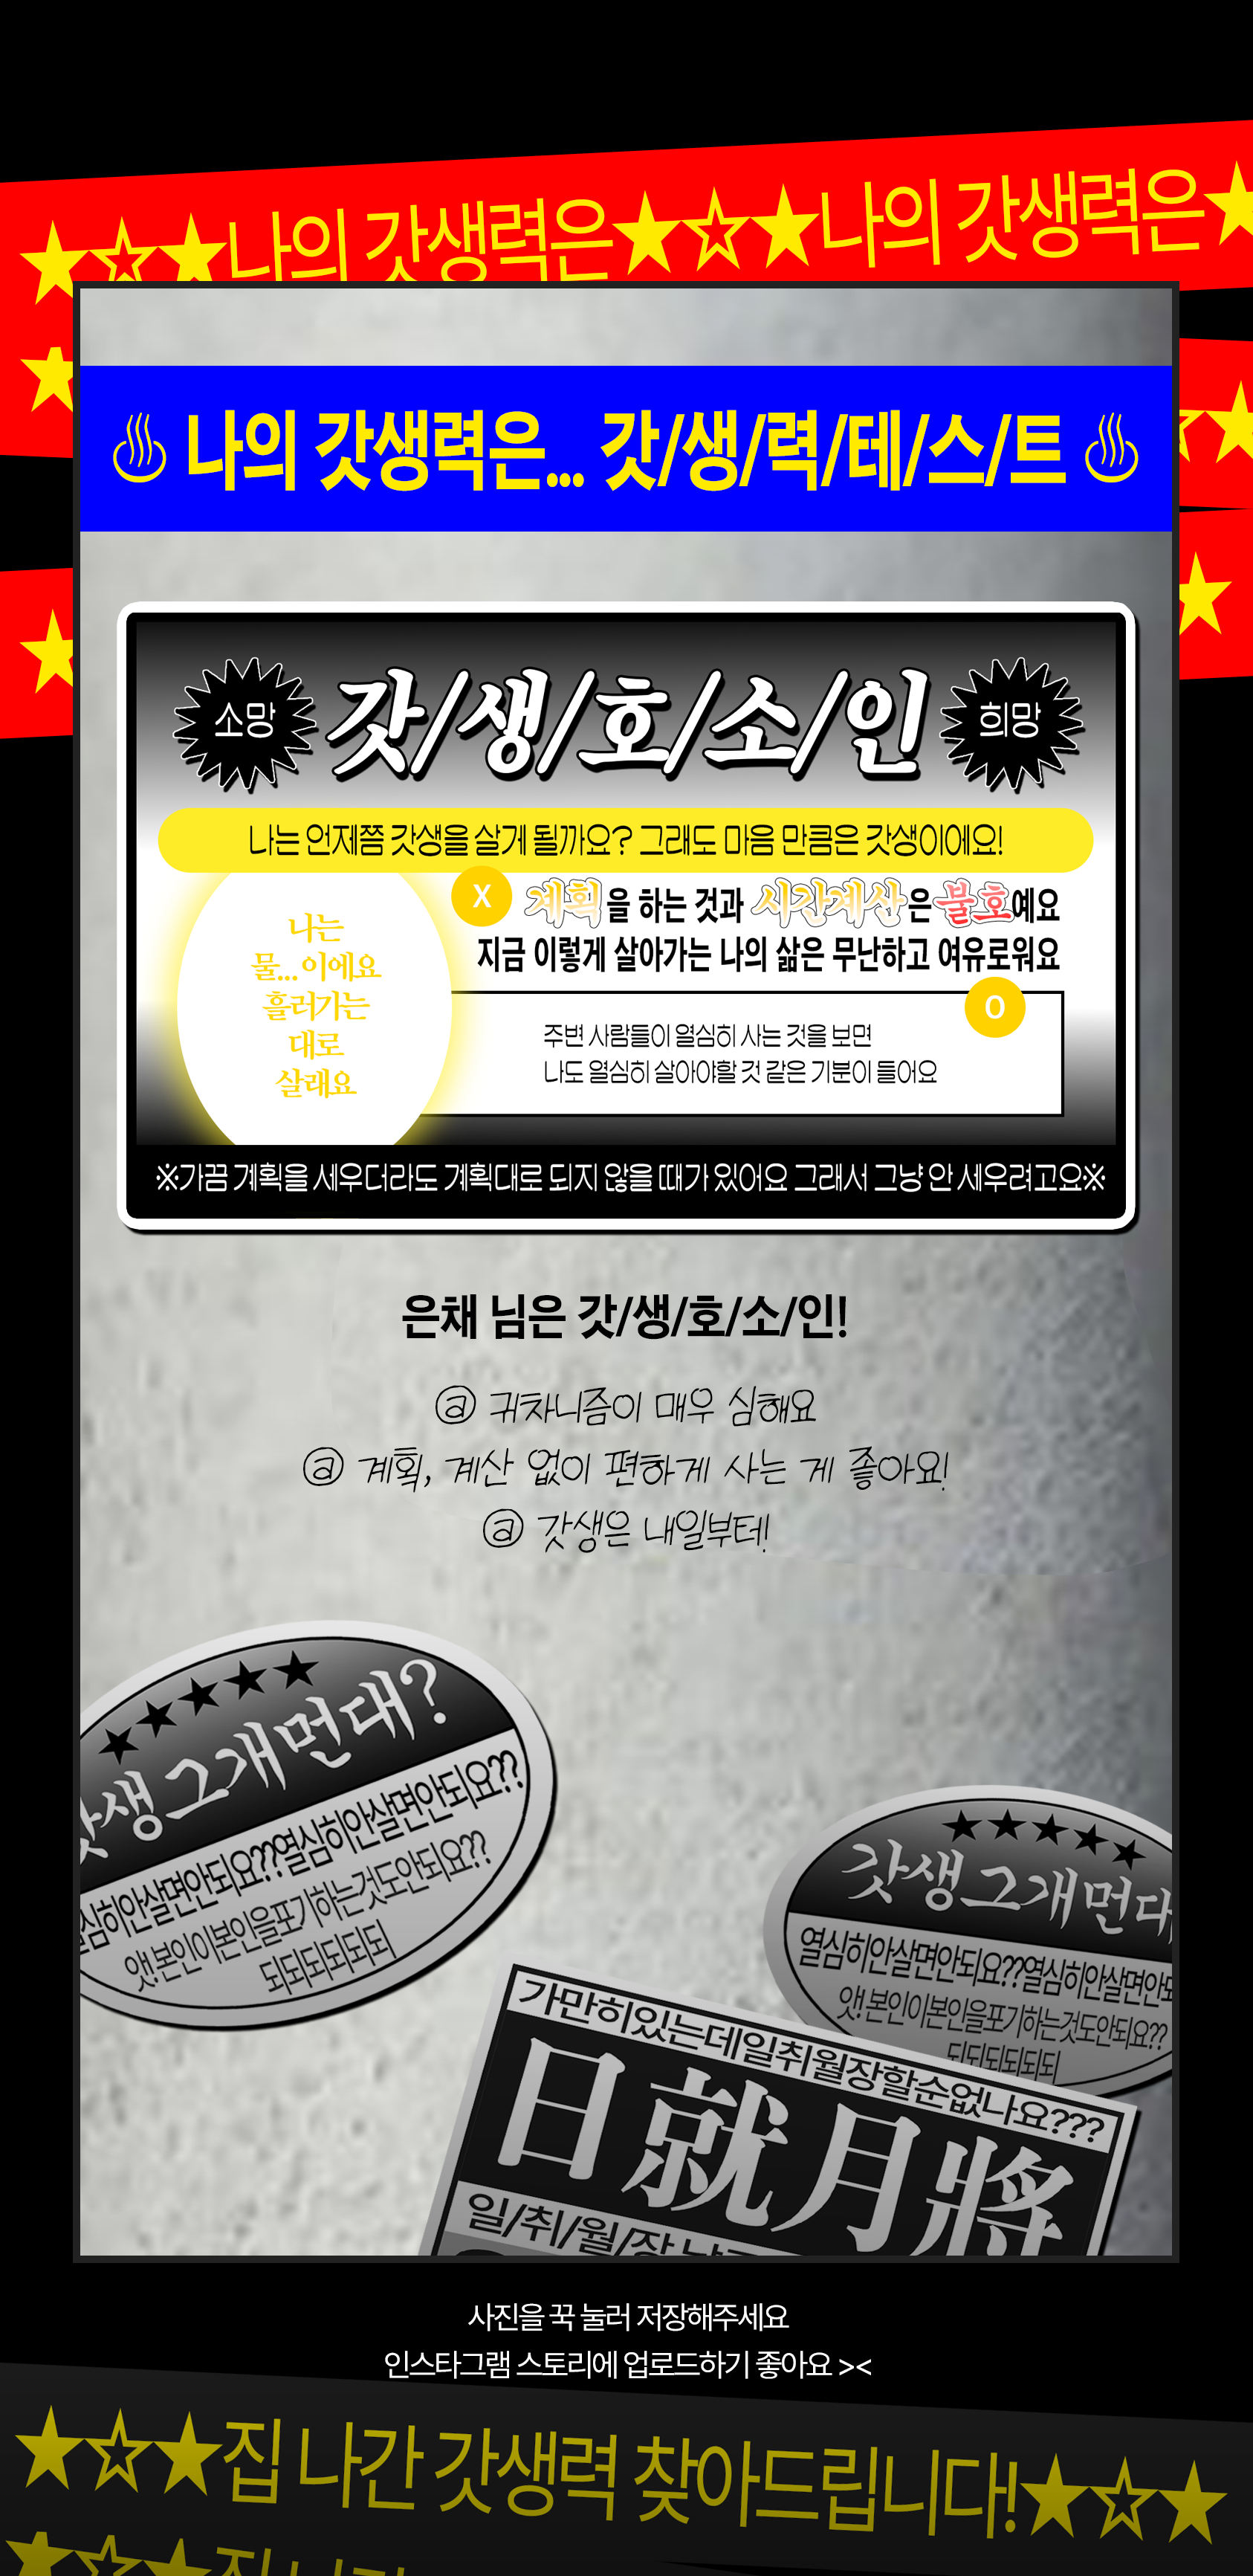 ★☆★나의 갓생력은★☆★나의 갓생력은★
♨ 나의 갓생력은... 갓/생/력/테/스/트 ♨
소망
갓/생/호/소/인
희망
나는 언제쯤 갓생을 살게 될까요? 그래도 마음 만큼은 갓생이에요!
나는
물... 이에요
흘러가는
대로
살래요
X
계획을 하는 것과 시간계산은 불호예요
지금 이렇게 살아가는 나의 삶은 무난하고 여유로워요
O
주변 사람들이 열심히 사는 것을 보면
나도 열심히 살아야할 것 같은 기분이 들어요
※가끔 계획을 세우더라도 계획대로 되지 않을 때가 있어요 그래서 그냥 안 세우려고요※
은채 님은 갓/생/호/소/인!
@ 귀차니즘이 매우 심해요
@ 계획, 계산 없이 편하게 사는 게 좋아요!
@ 갓생은 내일부터!
★★★★★
갓생 그개먼대?
심히안살면안되요??열심히안살면안되요??
앗!본인이본인을포기하는것도안되요??
되되되되되되
★★★★★
갓생 그개먼대
열심히안살면안되요??열심히안살면안되
앗!본인이본인을포기하는것도안되요??
되되되되되되
가만히있는데일취월장할순없나요???
日就月將
일/취/월/장
사진을 꾹 눌러 저장해주세요
인스타그램 스토리에 업로드하기 좋아요 ><
★☆★집 나간 갓생력 찾아드립니다!★☆★
★☆★집 나간